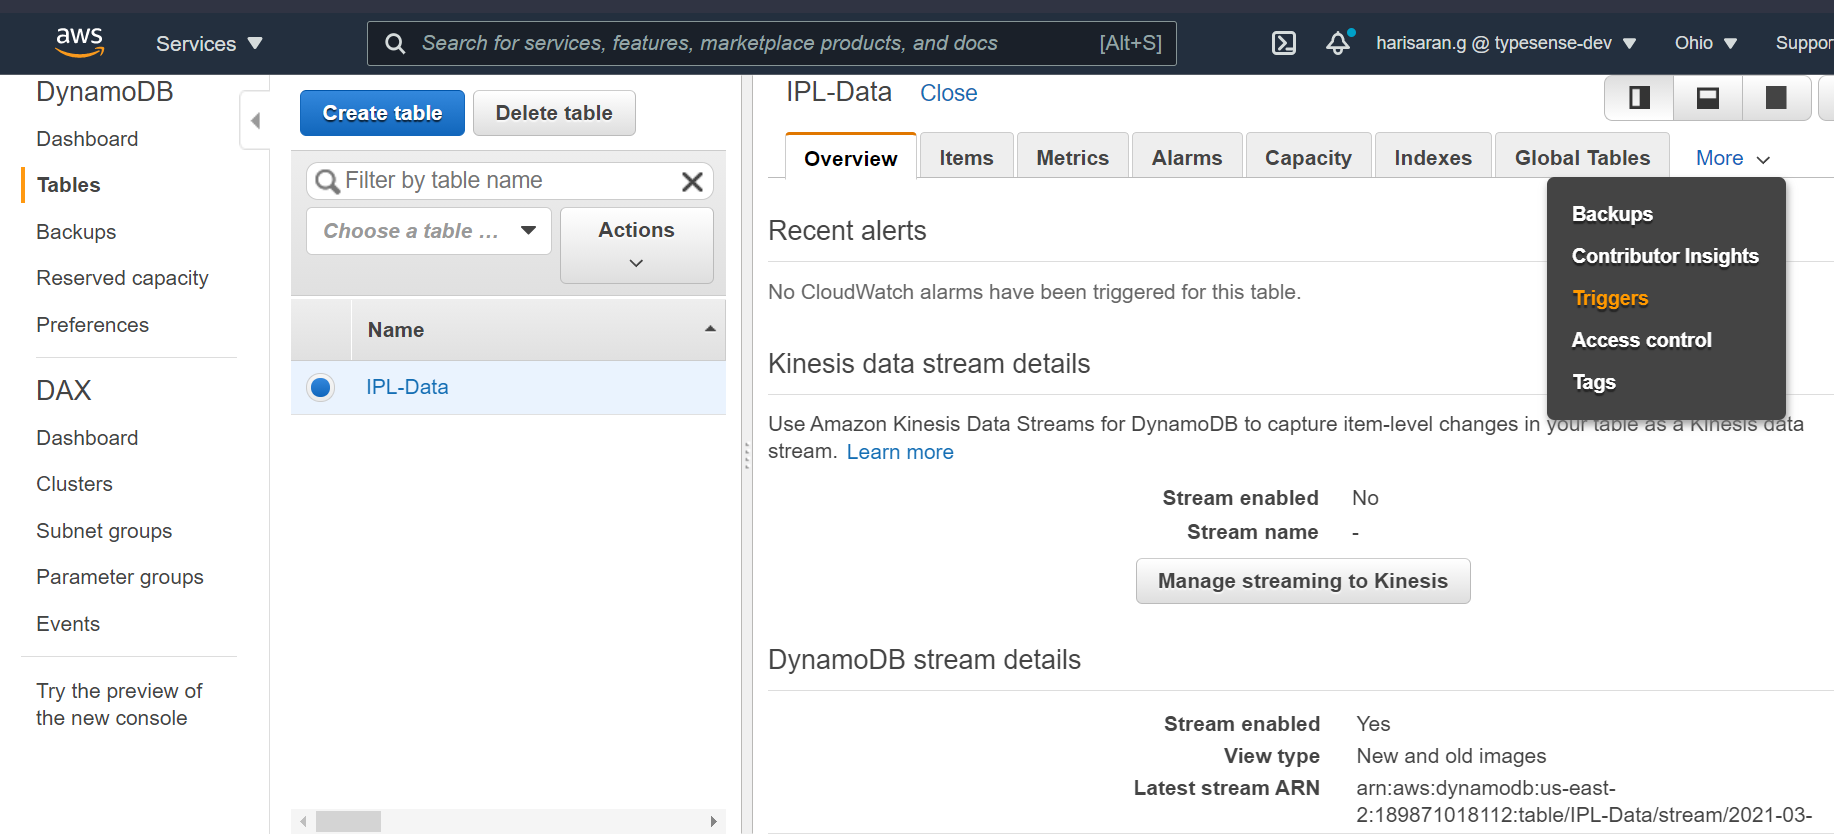 aws
Services
Search for services, features, marketplace products, and docs
[Alt+S]
harisaran.g @ typesense-dev
Ohio
Suppor
DynamoDB
Dashboard
Tables
Backups
Reserved capacity
Preferences
DAX
Dashboard
Clusters
Subnet groups
Parameter groups
Events
Try the preview of
the new console
Create table
Delete table
Filter by table name
Choose a table ...
Actions
Name
IPL-Data
IPL-Data
Close
Overview
Items
Metrics
Alarms
Capacity
Indexes
Global Tables
More
Backups
Contributor Insights
Triggers
Access control
Tags
Recent alerts
No CloudWatch alarms have been triggered for this table.
Kinesis data stream details
Use Amazon Kinesis Data Streams for DynamoDB to capture item-level changes in your table as a Kinesis data
stream. Learn more
Stream enabled No
Stream name -
Manage streaming to Kinesis
DynamoDB stream details
Stream enabled Yes
View type New and old images
Latest stream ARN arn:aws:dynamodb:us-east-
2:189871018112:table/IPL-Data/stream/2021-03-